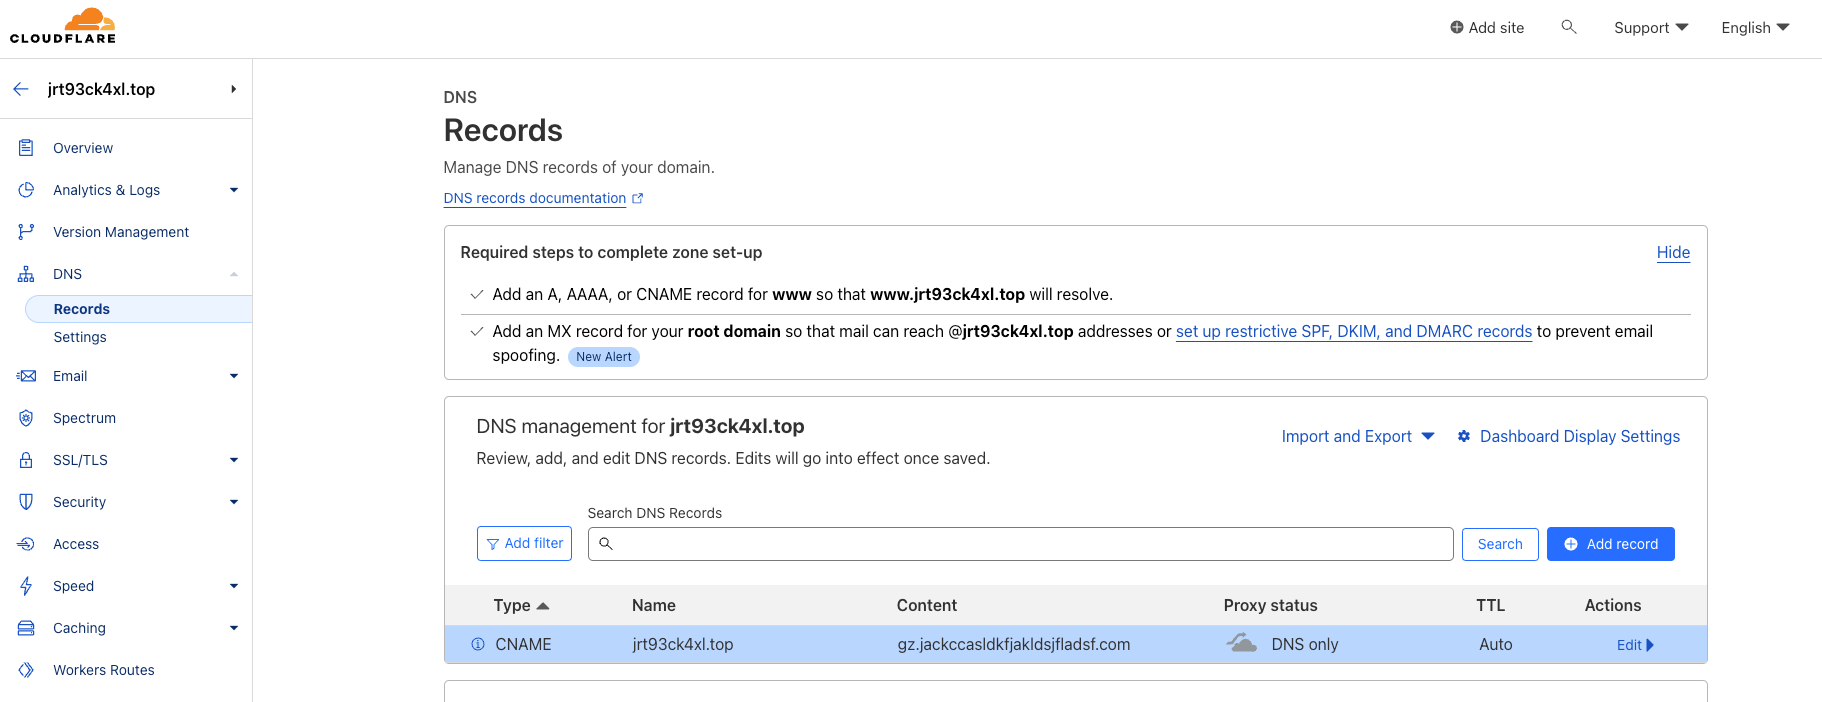 CLOUDFLARE
Add site
Support
English
jrt93ck4xl.top
Overview
Analytics & Logs
Version Management
DNS
Records
Settings
Email
Spectrum
SSL/TLS
Security
Access
Speed
Caching
Workers Routes
DNS
Records
Manage DNS records of your domain.
DNS records documentation
Required steps to complete zone set-up
Hide
Add an A, AAAA, or CNAME record for www so that www.jrt93ck4xl.top will resolve.
Add an MX record for your root domain so that mail can reach @jrt93ck4xl.top addresses or set up restrictive SPF, DKIM, and DMARC records to prevent email
spoofing. New Alert
DNS management for jrt93ck4xl.top
Review, add, and edit DNS records. Edits will go into effect once saved.
Import and Export
Dashboard Display Settings
Search DNS Records
Add filter
Search
Add record
Type Name Content Proxy status TTL Actions
CNAME jrt93ck4xl.top gz.jackccasldkfjakldsjfladsf.com DNS only Auto Edit